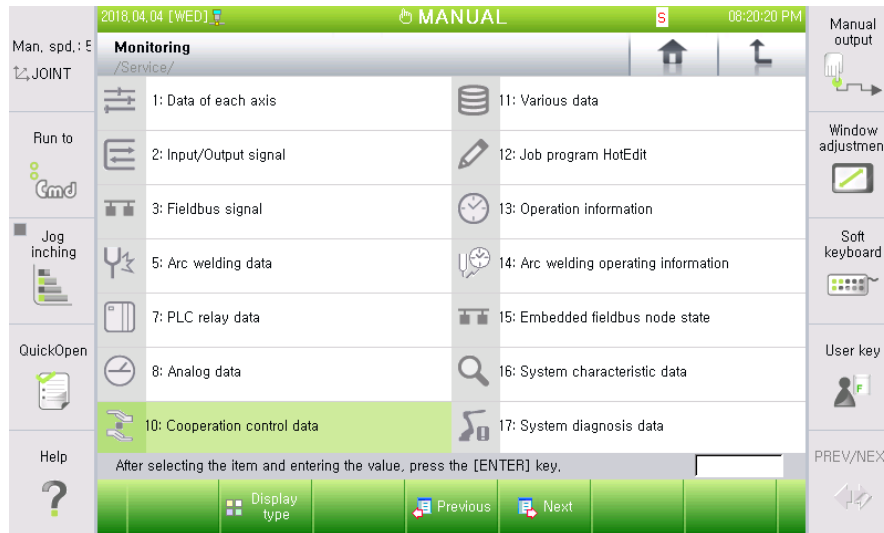 2018,04,04 [WED]
MANUAL
S
08:20:20 PM
Man, spd,: 5
JOINT
Run to
Cmd
Jog
inching
QuickOpen
Help
Monitoring
/Service/
1: Data of each axis
2: Input/Output signal
3: Fieldbus signal
5: Arc welding data
7: PLC relay data
8: Analog data
10: Cooperation control data
11: Various data
12: Job program HotEdit
13: Operation information
14: Arc welding operating information
15: Embedded fieldbus node state
16: System characteristic data
17: System diagnosis data
After selecting the item and entering the value, press the [ENTER] key,
Display
type
Previous
Next
Manual
output
Window
adjustmen
Soft
keyboard
User key
F
PREV/NEX